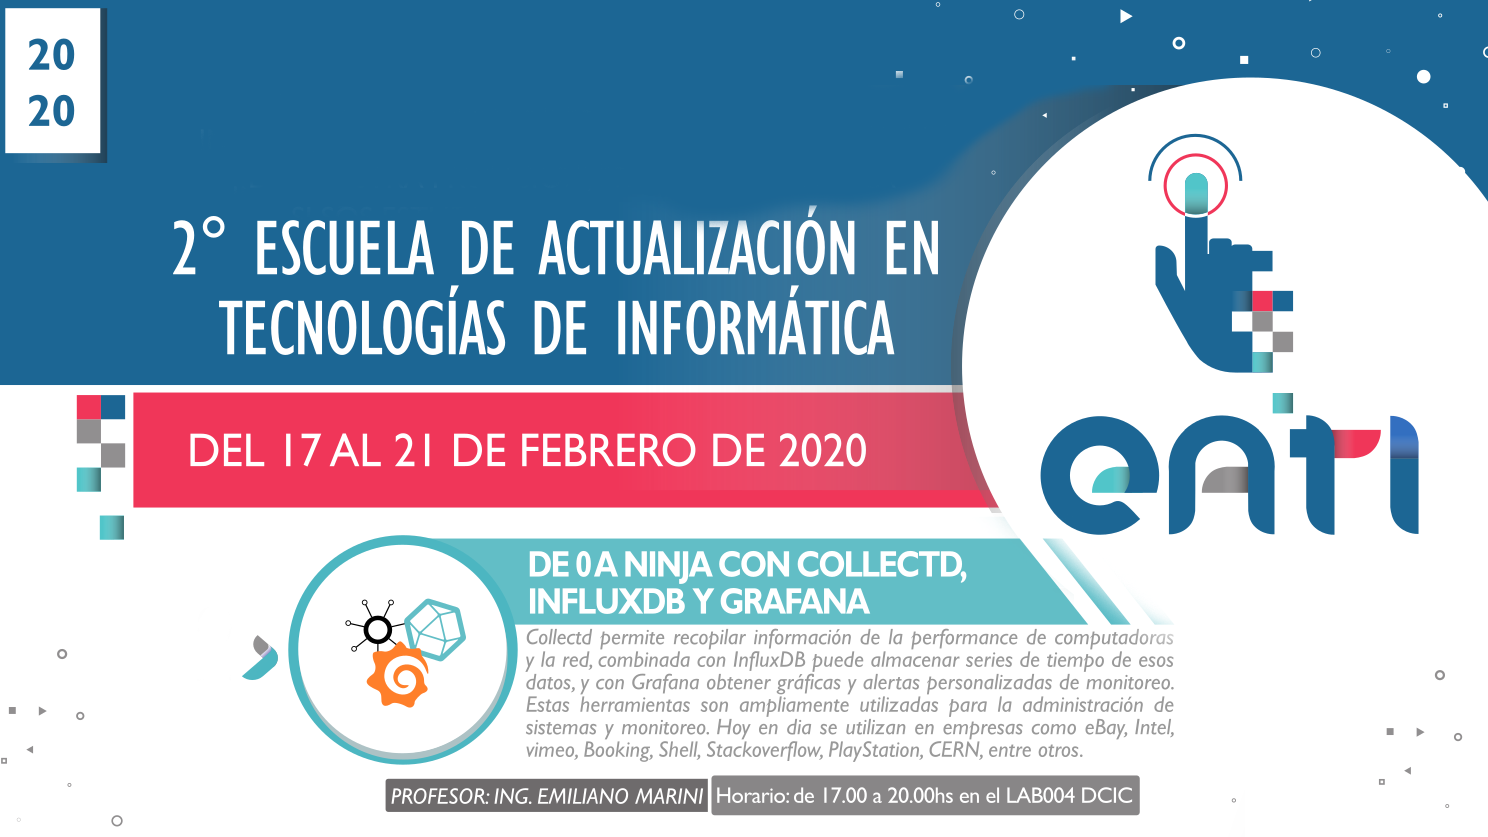 20
20
2° ESCUELA DE ACTUALIZACIÓN EN
TECNOLOGÍAS DE INFORMÁTICA
DEL 17 AL 21 DE FEBRERO DE 2020
eATI
DE 0 A NINJA CON COLLECTD,
INFLUXDB Y GRAFANA
Collectd permite recopilar información de la performance de computadoras
y la red, combinada con InfluxDB puede almacenar series de tiempo de esos
datos, y con Grafana obtener gráficas y alertas personalizadas de monitoreo.
Estas herramientas son ampliamente utilizadas para la administración de
sistemas y monitoreo. Hoy en dia se utilizan en empresas como eBay, Intel,
vimeo, Booking, Shell, Stackoverflow, PlayStation, CERN, entre otros.
PROFESOR: ING. EMILIANO MARINI
Horario: de 17.00 a 20.00hs en el LAB004 DCIC